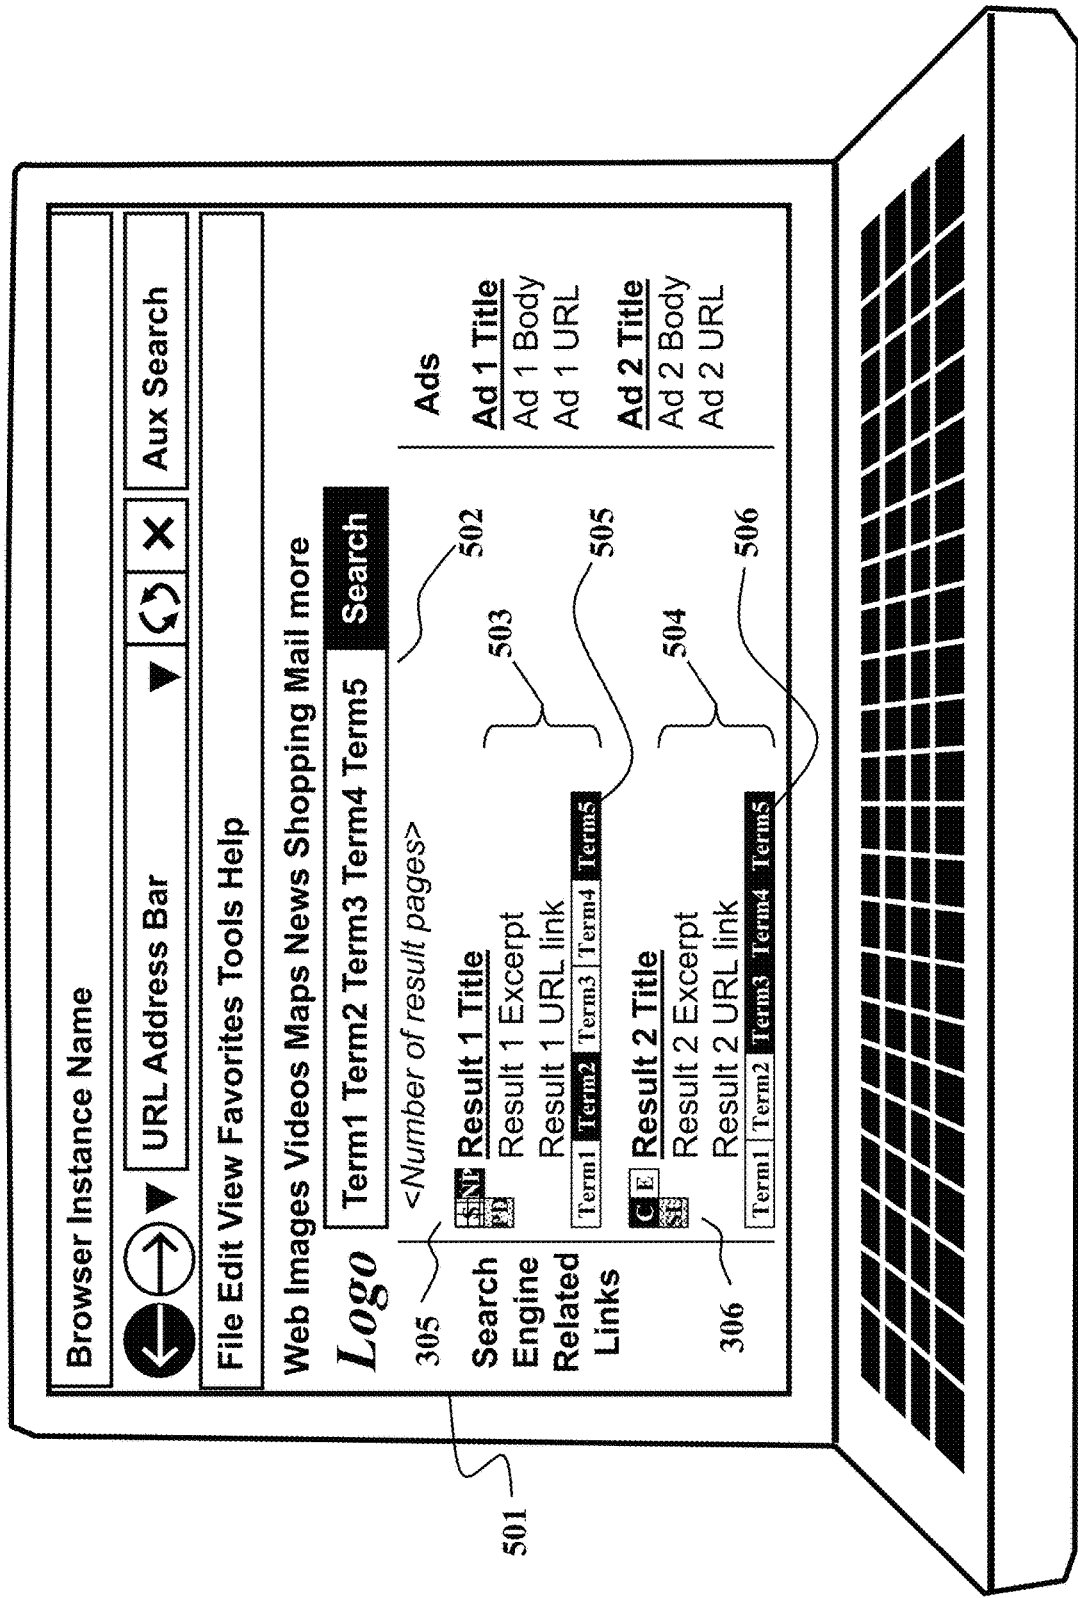 Browser Instance Name
URL Address Bar
Aux Search
File Edit View Favorites Tools Help
Web Images Videos Maps News Shopping Mail more
Logo
Term1 Term2 Term3 Term4 Term5
Search
502
305
<Number of result pages>
Ads
Search
Engine
Related
Links
S NE
PD
Result 1 Title
Result 1 Excerpt
Result 1 URL link
Term1 Term2 Term3 Term4 Term5
503
505
Ad 1 Title
Ad 1 Body
Ad 1 URL
306
C E
SL
Result 2 Title
Result 2 Excerpt
Result 2 URL link
Term1 Term2 Term3 Term4 Term5
504
506
Ad 2 Title
Ad 2 Body
Ad 2 URL
501